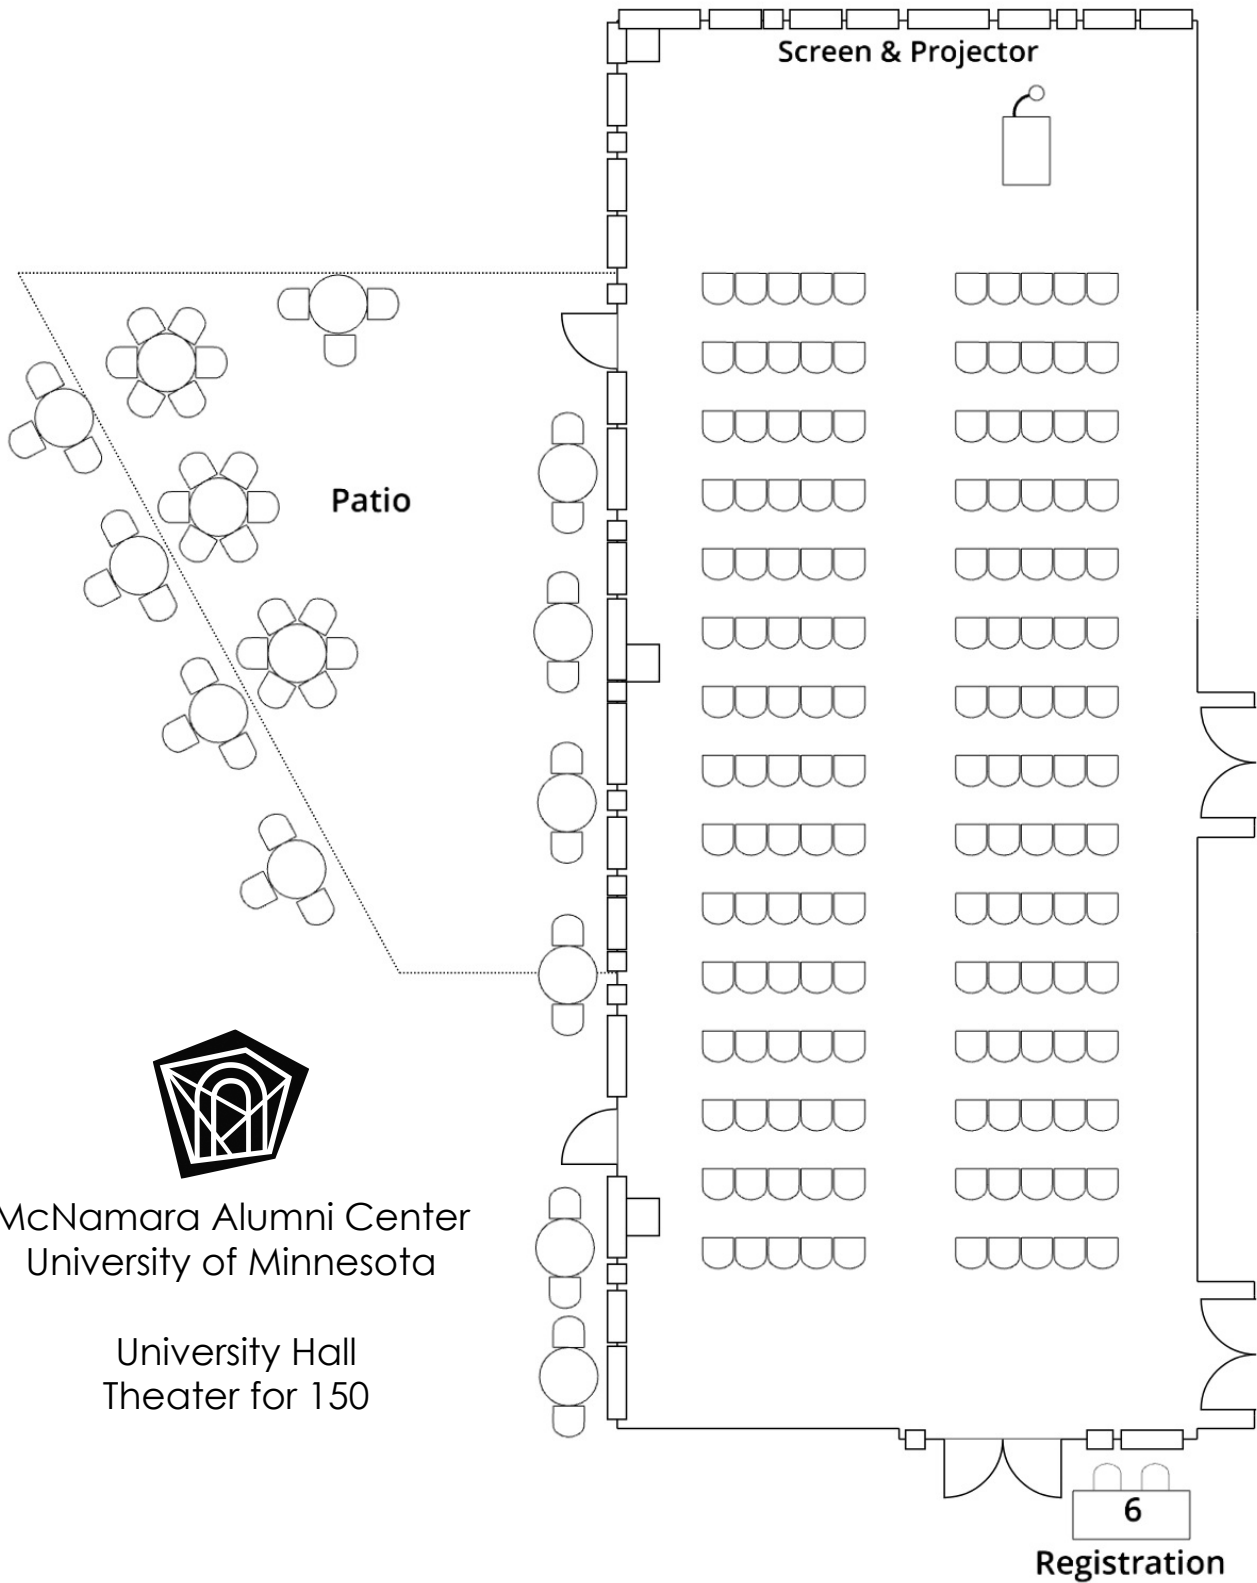 Screen & Projector
Patio
McNamara Alumni Center
University of Minnesota
University Hall
Theater for 150
6
Registration